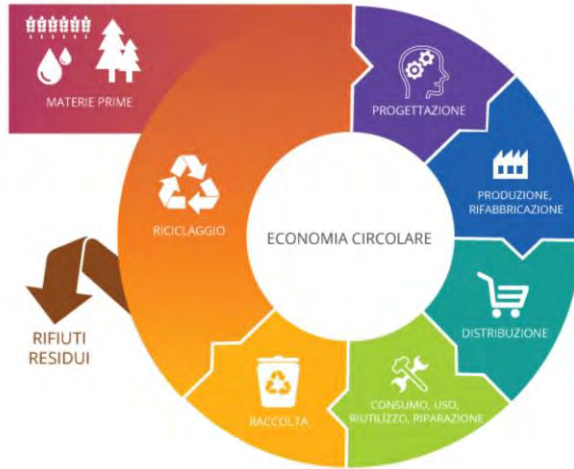 MATERIE PRIME
PROGETTAZIONE
PRODUZIONE,
RIFABBRICAZIONE
DISTRIBUZIONE
CONSUMO, USO,
RIUTILIZZO, RIPARAZIONE
RACCOLTA
RICICLAGGIO
RIFIUTI
RESIDUI
ECONOMIA CIRCOLARE